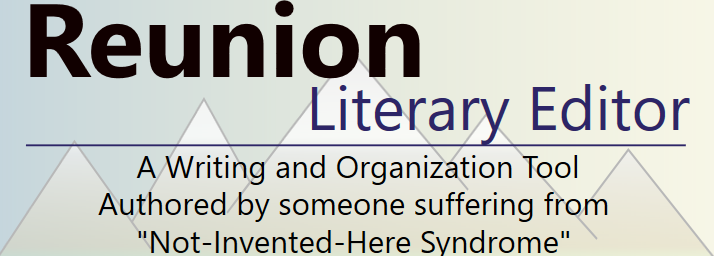 Reunion
Literary Editor
A Writing and Organization Tool
Authored by someone suffering from
"Not-Invented-Here Syndrome"